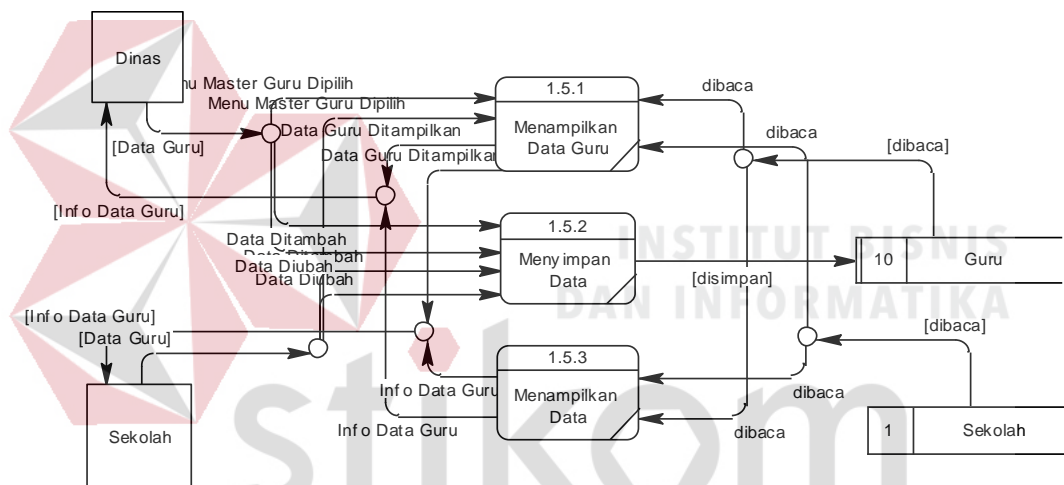 Dinas
nu Master Guru Dipilih
Menu Master Guru Dipilih
[Data Guru]
Data Guru Ditampilkan
Data Guru Ditampilkan
[Info Data Guru]
1.5.1
Menampilkan
Data Guru
dibaca
dibaca
[dibaca]
Data Ditambah
Data Ditambah
Data Diubah
Data Diubah
1.5.2
Menyimpan
Data
[disimpan]
10
Guru
INSTITUT BISNIS
DAN INFORMATIKA
[Info Data Guru]
[Data Guru]
[dibaca]
1.5.3
Menampilkan
Data
Info Data Guru
Info Data Guru
dibaca
dibaca
1
Sekolah
Sekolah
stikom